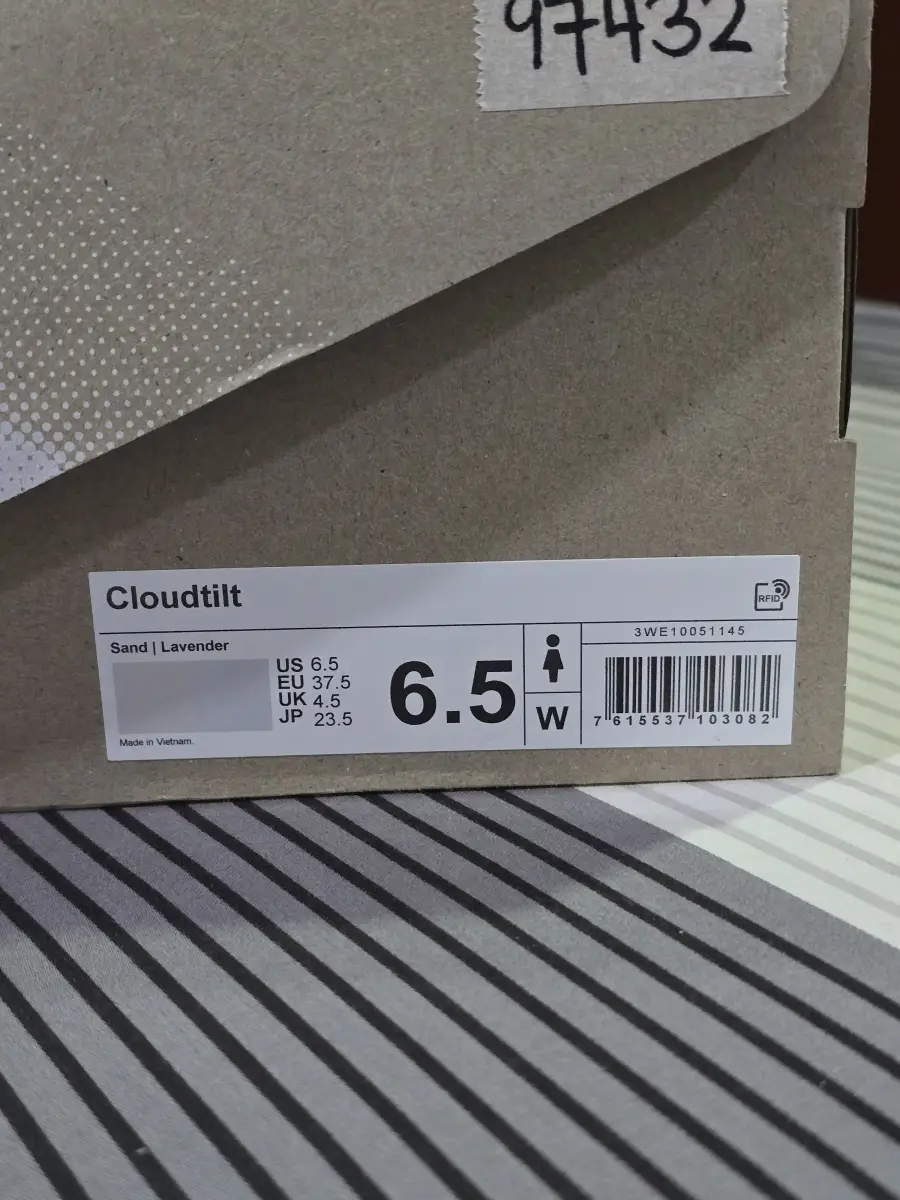 97432
Cloudtilt
RFID
3WE10051145
Sand | Lavender
US 6.5
EU 37.5
UK 4.5
JP 23.5
6.5
W
7 615537 103082
Made in Vietnam.